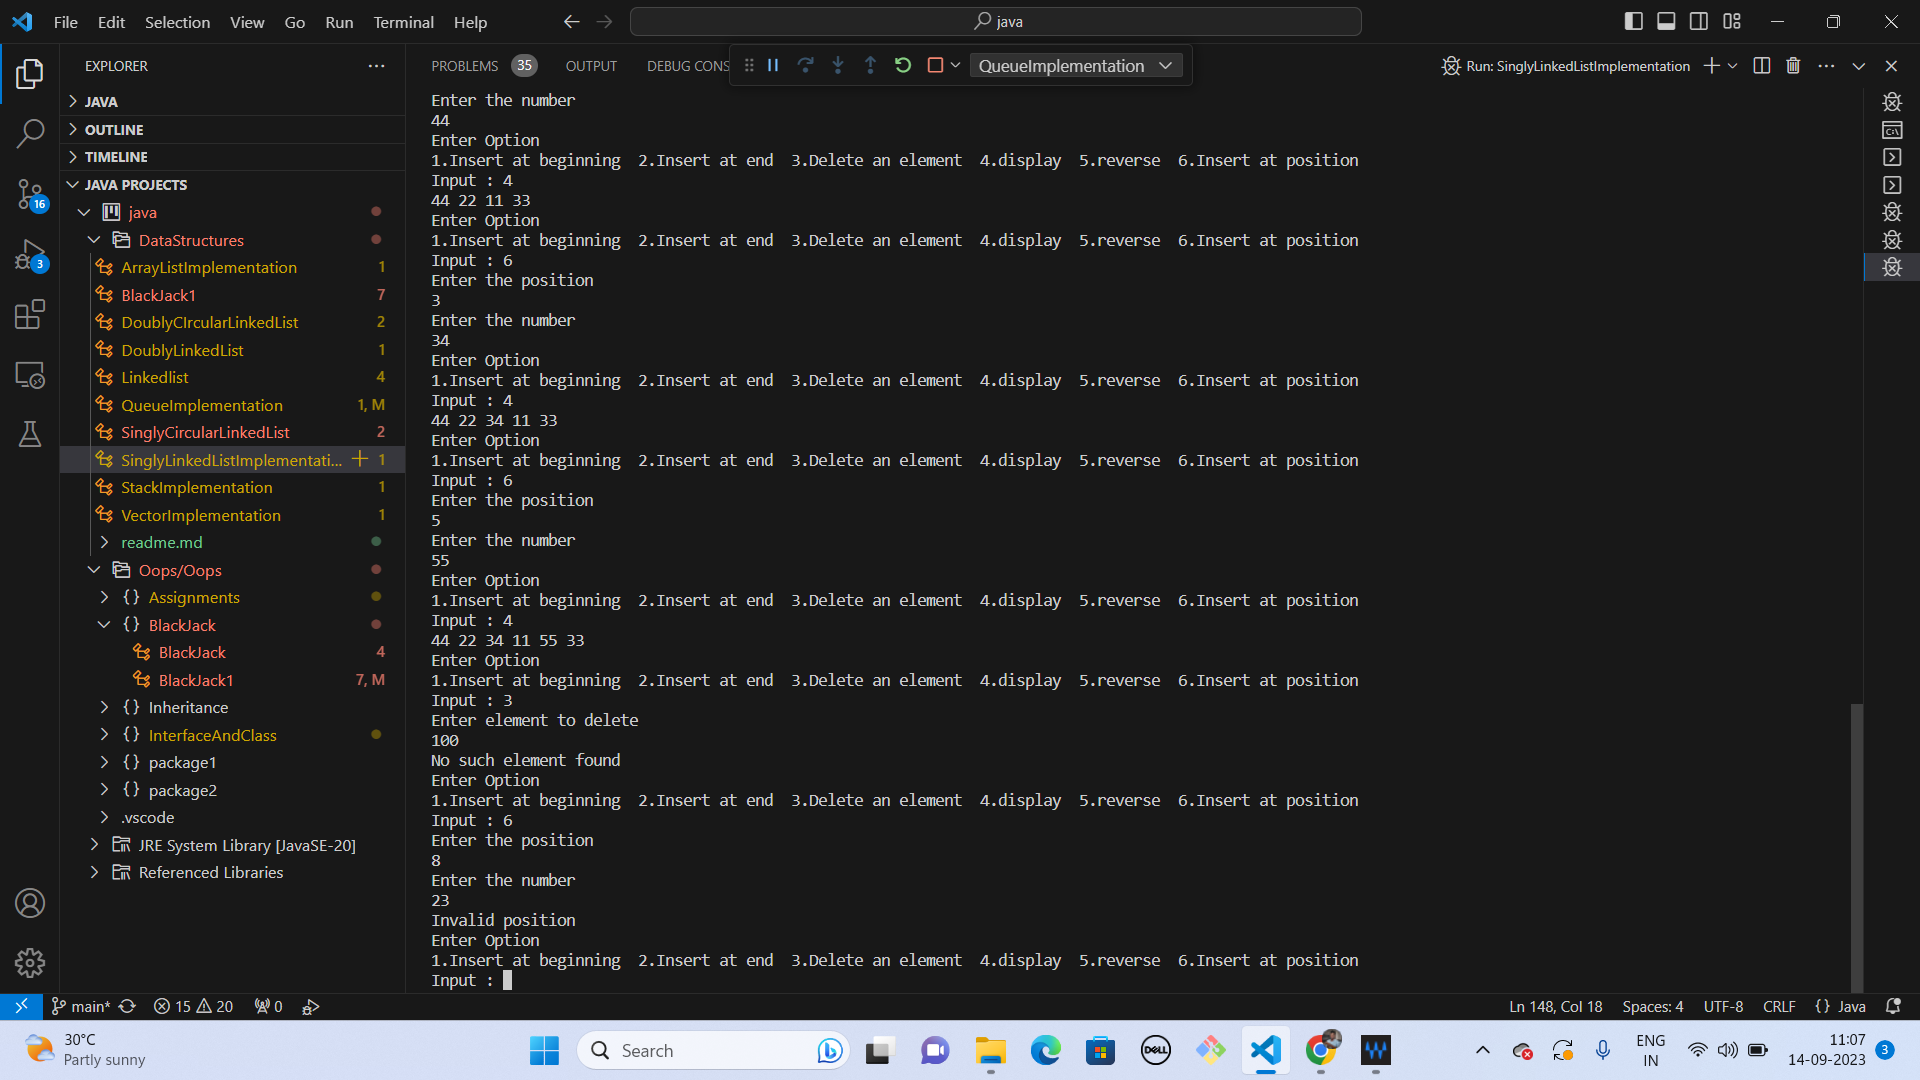 File Edit Selection View Go Run Terminal Help
java
EXPLORER
JAVA
OUTLINE
TIMELINE
JAVA PROJECTS
java
DataStructures
ArrayListImplementation 1
BlackJack1 7
DoublyCIrcularLinkedList 2
DoublyLinkedList 1
Linkedlist 4
QueueImplementation 1, M
SinglyCircularLinkedList 2
SinglyLinkedListImplementati... 1
StackImplementation 1
VectorImplementation 1
readme.md
Oops/Oops
{} Assignments
{} BlackJack
BlackJack 4
BlackJack1 7, M
{} Inheritance
{} InterfaceAndClass
{} package1
{} package2
.vscode
JRE System Library [JavaSE-20]
Referenced Libraries
16
3
PROBLEMS 35 OUTPUT DEBUG CONS
QueueImplementation
Run: SinglyLinkedListImplementation
Enter the number
44
Enter Option
1.Insert at beginning 2.Insert at end 3.Delete an element 4.display 5.reverse 6.Insert at position
Input : 4
44 22 11 33
Enter Option
1.Insert at beginning 2.Insert at end 3.Delete an element 4.display 5.reverse 6.Insert at position
Input : 6
Enter the position
3
Enter the number
34
Enter Option
1.Insert at beginning 2.Insert at end 3.Delete an element 4.display 5.reverse 6.Insert at position
Input : 4
44 22 34 11 33
Enter Option
1.Insert at beginning 2.Insert at end 3.Delete an element 4.display 5.reverse 6.Insert at position
Input : 6
Enter the position
5
Enter the number
55
Enter Option
1.Insert at beginning 2.Insert at end 3.Delete an element 4.display 5.reverse 6.Insert at position
Input : 4
44 22 34 11 55 33
Enter Option
1.Insert at beginning 2.Insert at end 3.Delete an element 4.display 5.reverse 6.Insert at position
Input : 3
Enter element to delete
100
No such element found
Enter Option
1.Insert at beginning 2.Insert at end 3.Delete an element 4.display 5.reverse 6.Insert at position
Input : 6
Enter the position
8
Enter the number
23
Invalid position
Enter Option
1.Insert at beginning 2.Insert at end 3.Delete an element 4.display 5.reverse 6.Insert at position
Input :
main* 15 20 0
Ln 148, Col 18 Spaces: 4 UTF-8 CRLF {} Java
30°C
Partly sunny
Search
DELL
ENG
IN
11:07
14-09-2023
3